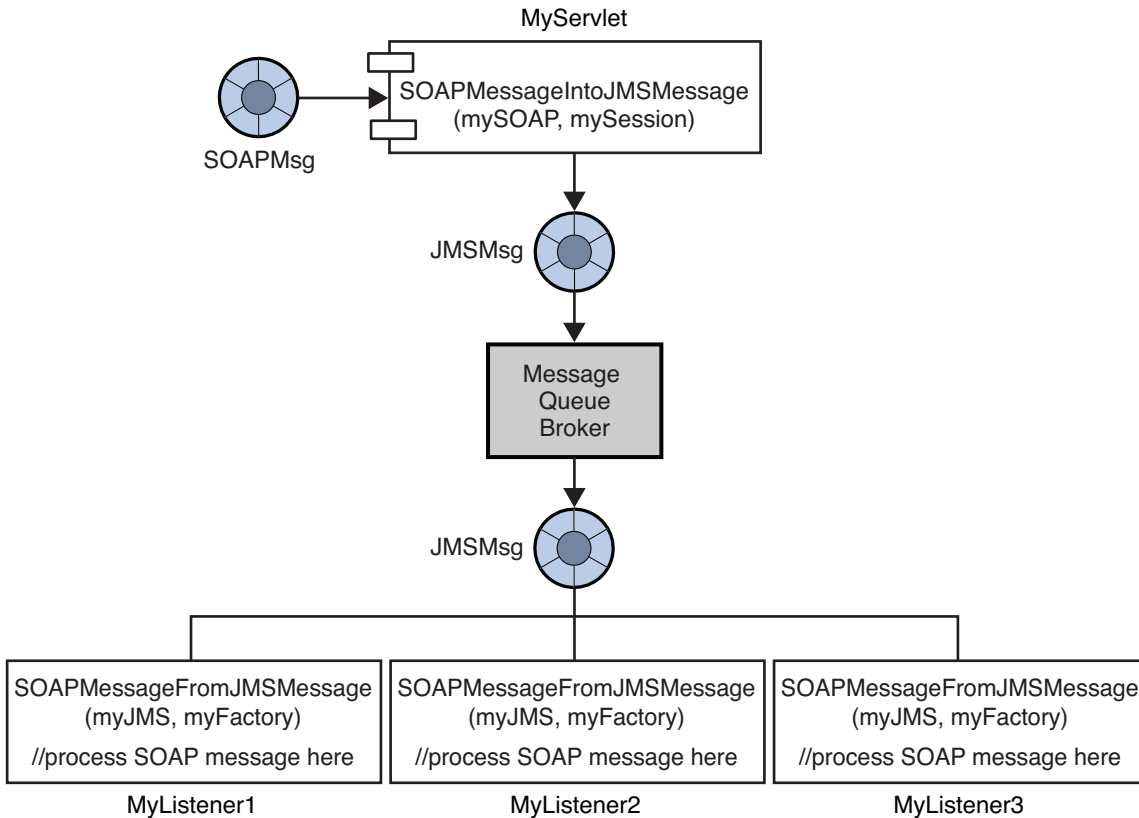 MyServlet
SOAPMessageIntoJMSMessage
(mySOAP, mySession)
SOAPMsg
JMSMsg
Message
Queue
Broker
JMSMsg
SOAPMessageFromJMSMessage
(myJMS, myFactory)
//process SOAP message here
MyListener1
SOAPMessageFromJMSMessage
(myJMS, myFactory)
//process SOAP message here
MyListener2
SOAPMessageFromJMSMessage
(myJMS, myFactory)
//process SOAP message here
MyListener3